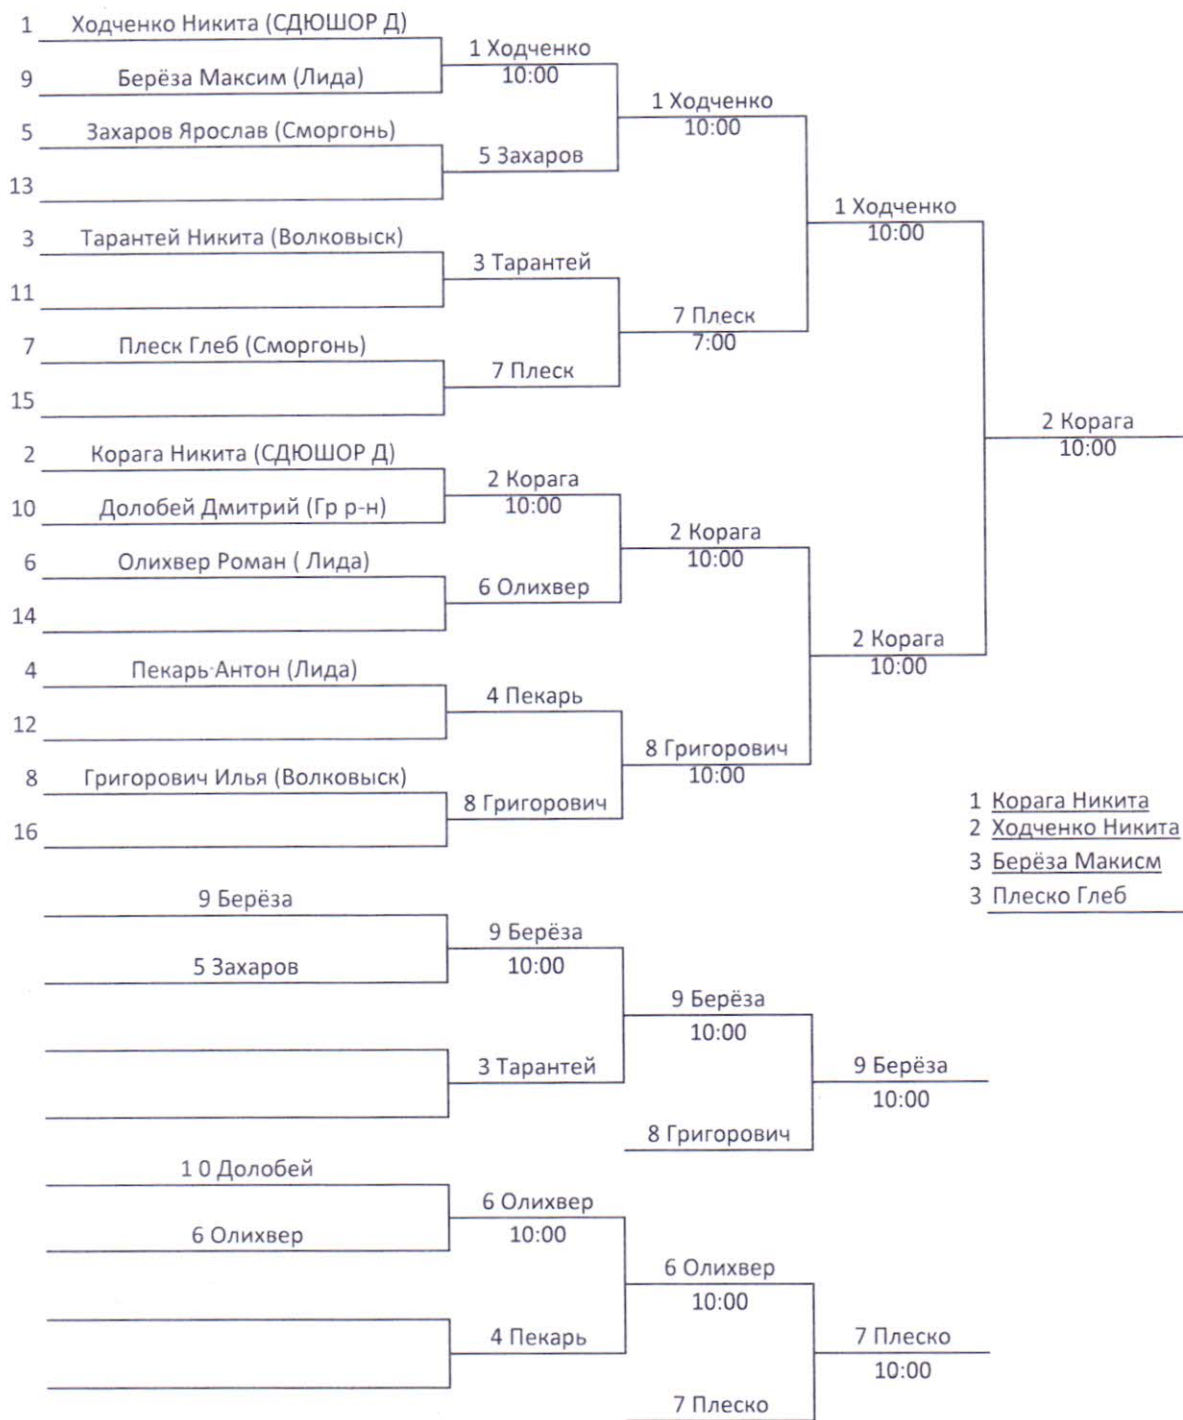 1 Ходченко Никита (СДЮШОР Д)
1 Ходченко
10:00
9 Берёза Максим (Лида)
1 Ходченко
10:00
5 Захаров Ярослав (Сморгонь)
5 Захаров
13
1 Ходченко
10:00
3 Тарантей Никита (Волковыск)
3 Тарантей
11
7 Плеск
7:00
7 Плеск Глеб (Сморгонь)
7 Плеск
15
2 Корага
10:00
2 Корага Никита (СДЮШОР Д)
2 Корага
10:00
10 Долобей Дмитрий (Гр р-н)
2 Корага
10:00
6 Олихвер Роман ( Лида)
6 Олихвер
14
2 Корага
10:00
4 Пекарь Антон (Лида)
4 Пекарь
12
8 Григорович
10:00
8 Григорович Илья (Волковыск)
8 Григорович
16
1 Корага Никита
2 Ходченко Никита
3 Берёза Макисм
3 Плеско Глеб
9 Берёза
9 Берёза
10:00
5 Захаров
9 Берёза
10:00
3 Тарантей
9 Берёза
10:00
8 Григорович
1 0 Долобей
6 Олихвер
10:00
6 Олихвер
6 Олихвер
10:00
4 Пекарь
7 Плеско
10:00
7 Плеско